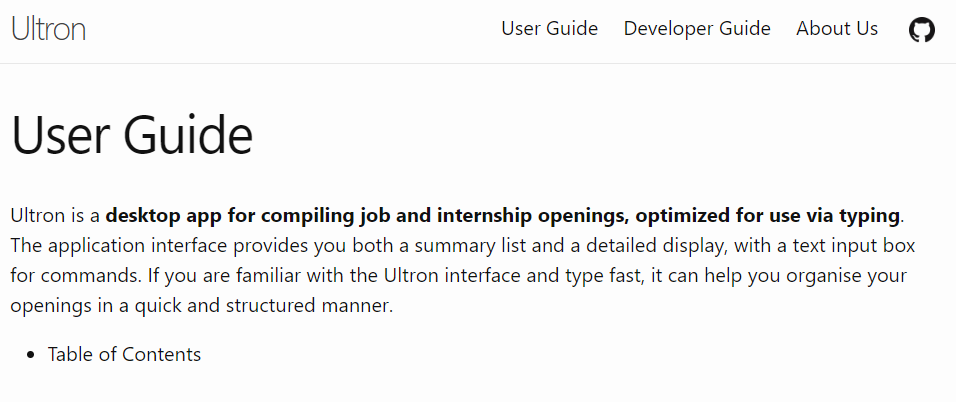 Ultron
User Guide Developer Guide About Us
User Guide
Ultron is a desktop app for compiling job and internship openings, optimized for use via typing.
The application interface provides you both a summary list and a detailed display, with a text input box
for commands. If you are familiar with the Ultron interface and type fast, it can help you organise your
openings in a quick and structured manner.
• Table of Contents